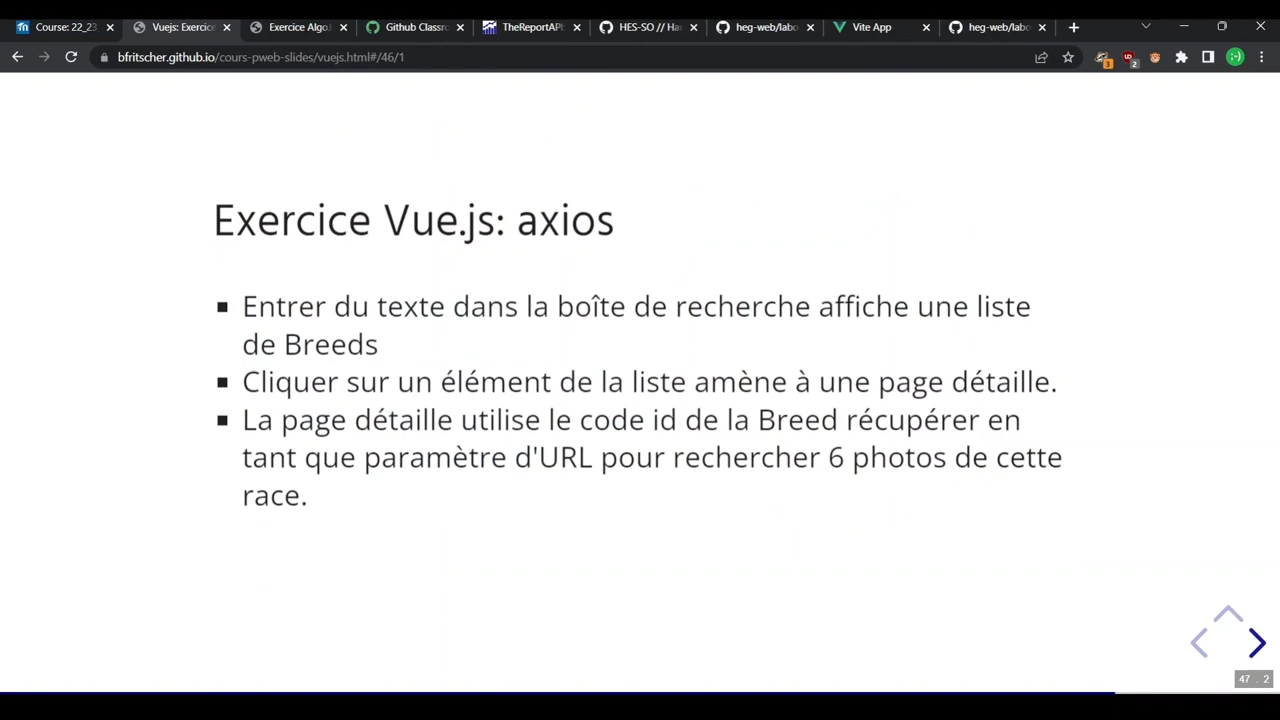 Course: 22_23
Vuejs: Exercice
Exercice Algo.
Github Classro
TheReportAPI
HES-SO // Hau
heg-web/labo
Vite App
heg-web/labo
bfritscher.github.io/cours-pweb-slides/vuejs.html#/46/1
3
2
Exercice Vue.js: axios
▪ Entrer du texte dans la boîte de recherche affiche une liste
de Breeds
▪ Cliquer sur un élément de la liste amène à une page détaille.
▪ La page détaille utilise le code id de la Breed récupérer en
tant que paramètre d'URL pour rechercher 6 photos de cette
race.
47 . 2